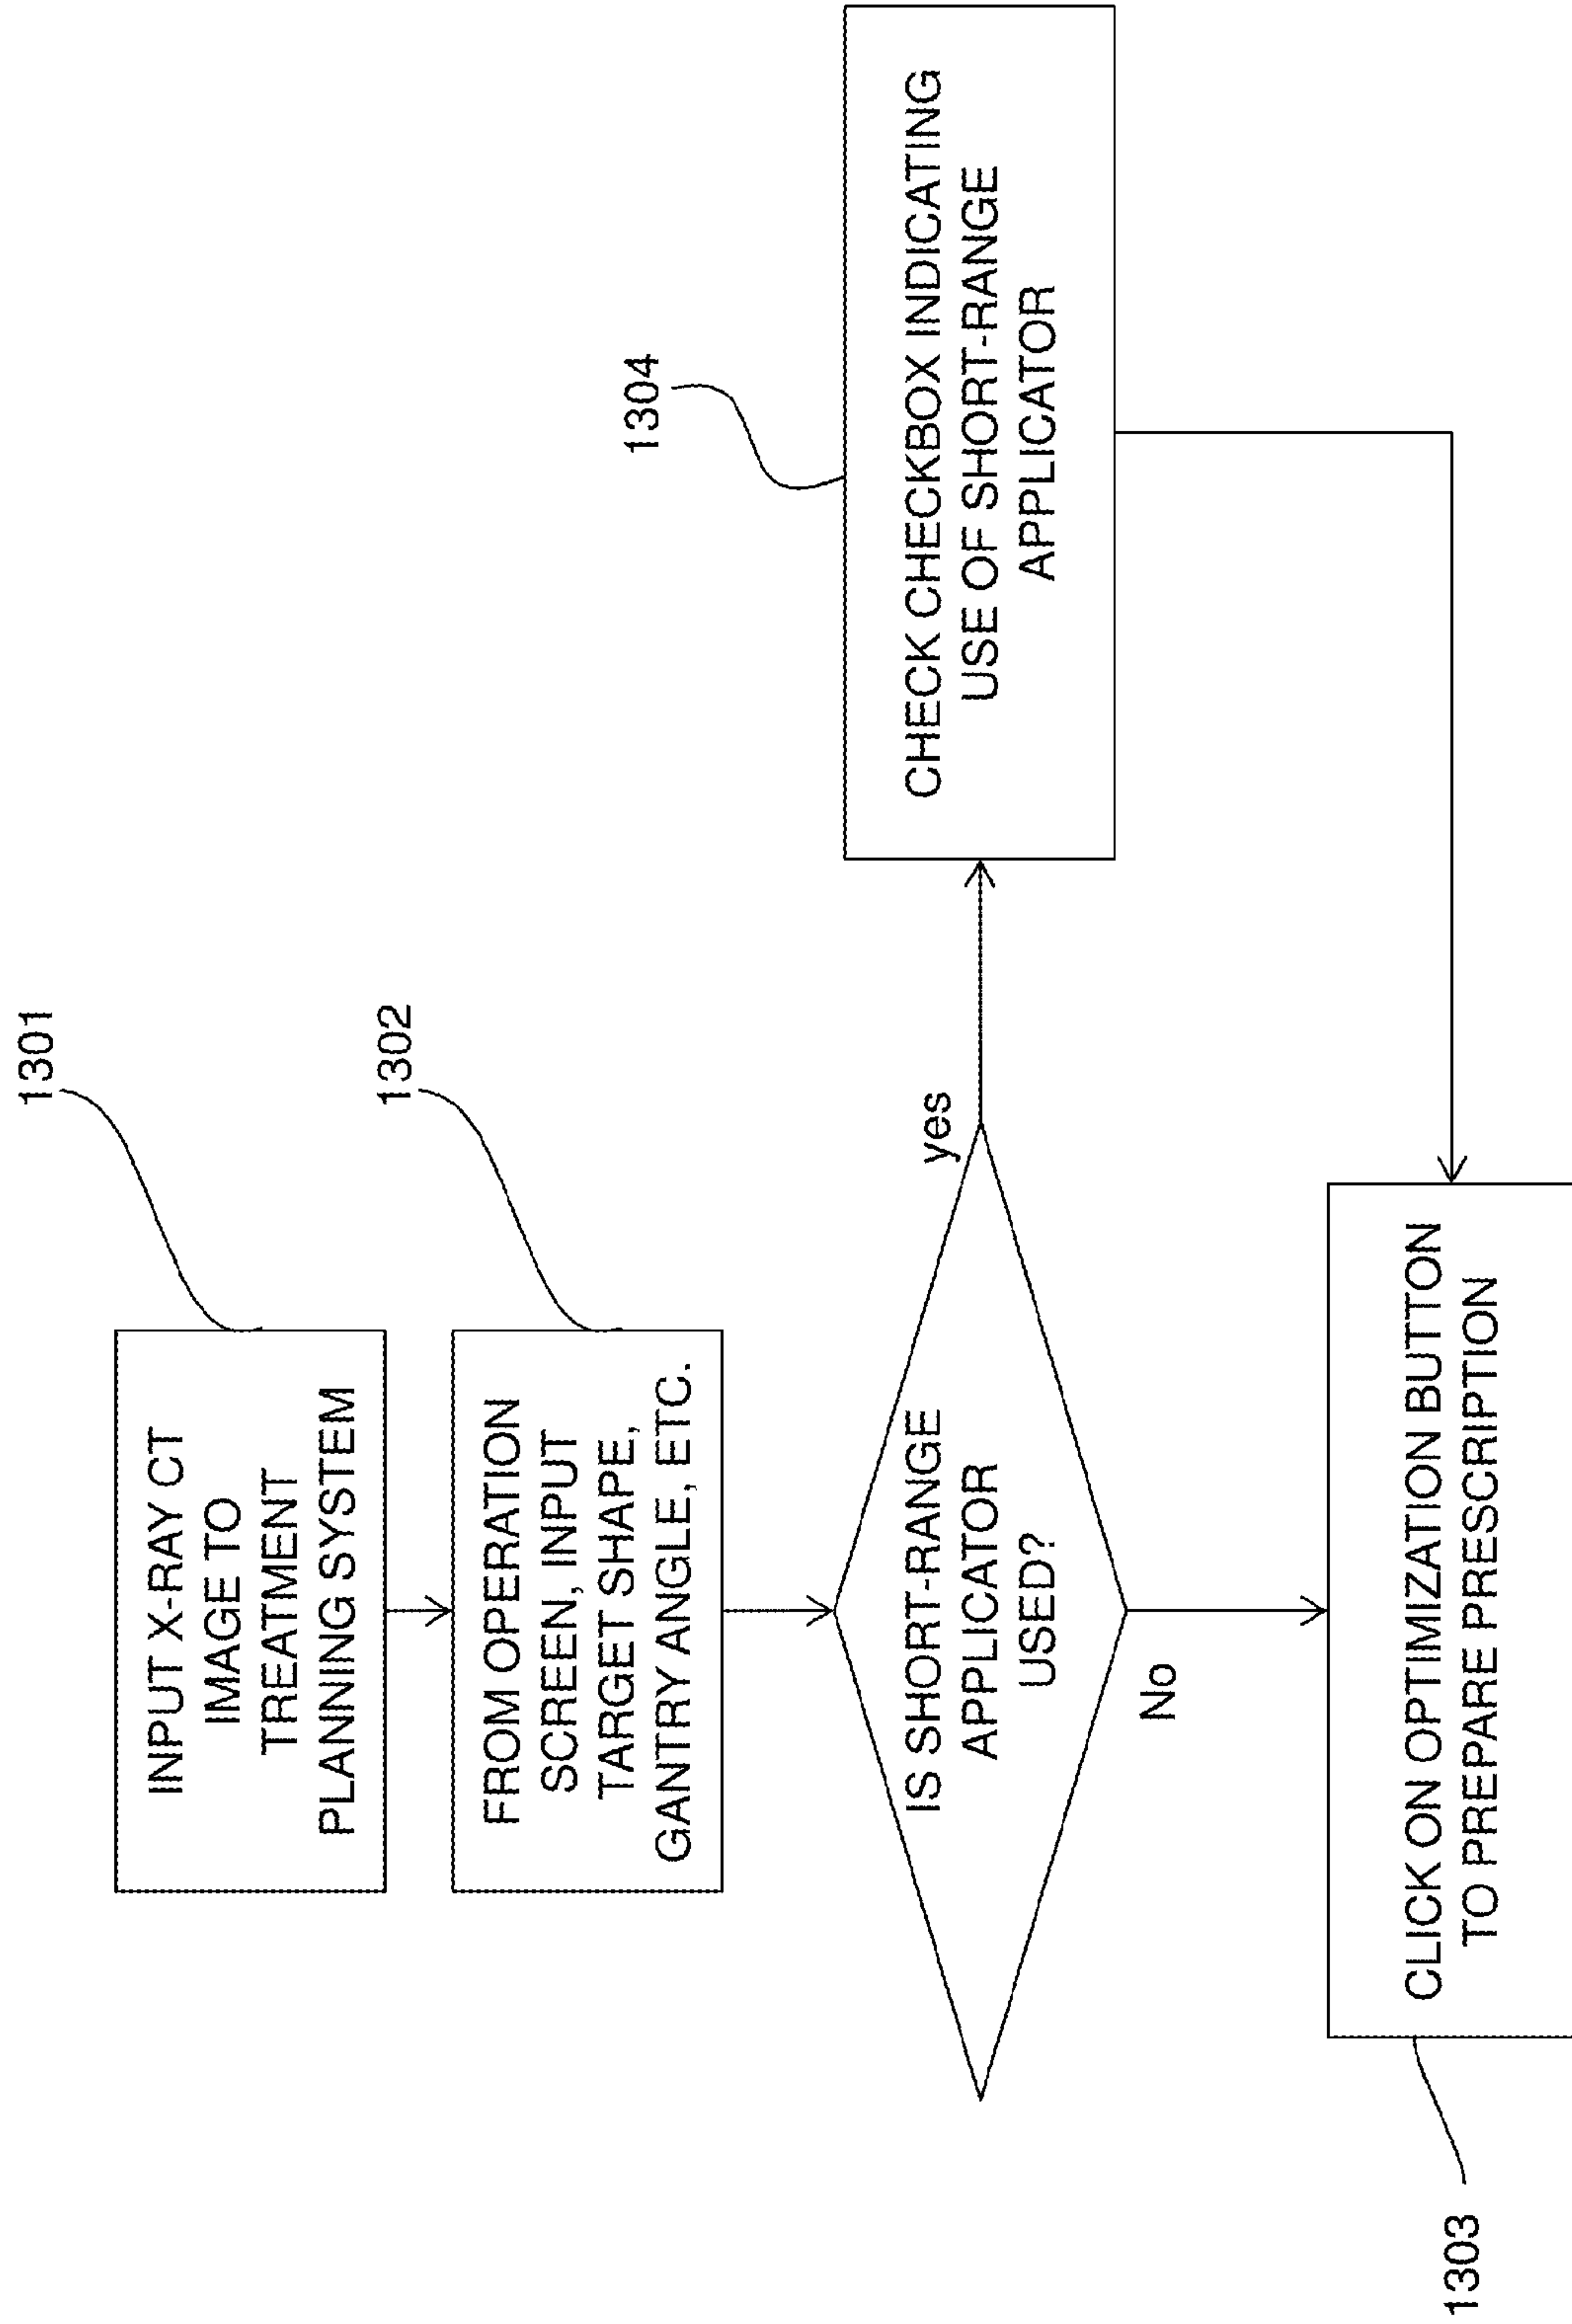 1301
INPUT X-RAY CT
IMAGE TO
TREATMENT
PLANNING SYSTEM
1302
FROM OPERATION
SCREEN, INPUT
TARGET SHAPE,
GANTRY ANGLE, ETC.
IS SHORT-RANGE
APPLICATOR
USED?
yes
No
1304
CHECK CHECKBOX INDICATING
USE OF SHORT-RANGE
APPLICATOR
CLICK ON OPTIMIZATION BUTTON
TO PREPARE PRESCRIPTION
1303